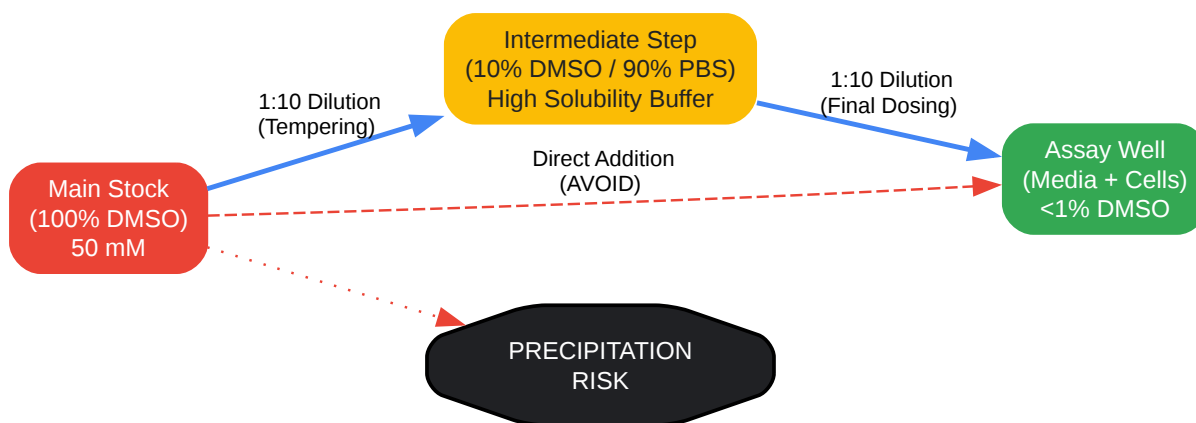 Intermediate Step
(10% DMSO / 90% PBS)
High Solubility Buffer
1:10 Dilution
(Tempering)
1:10 Dilution
(Final Dosing)
Direct Addition
(AVOID)
Main Stock
(100% DMSO)
50 mM
Assay Well
(Media + Cells)
<1% DMSO
PRECIPITATION
RISK